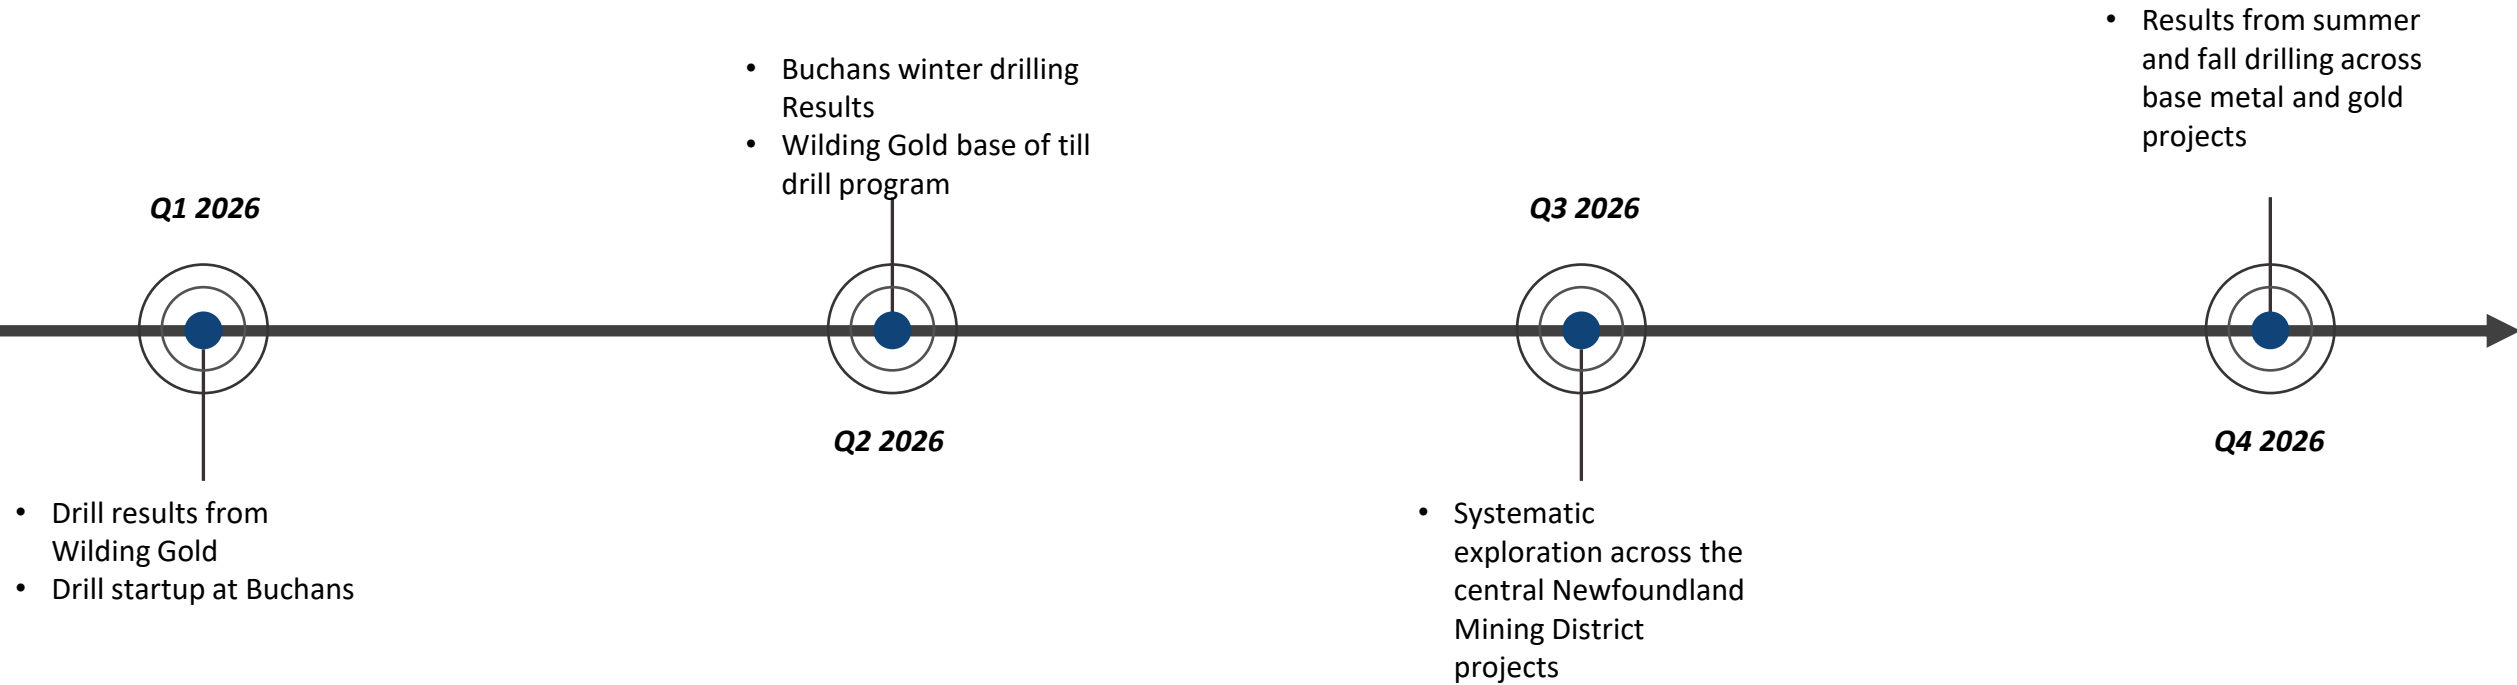 Q1 2026
• Drill results from
Wilding Gold
• Drill startup at Buchans
• Buchans winter drilling
Results
• Wilding Gold base of till
drill program
Q2 2026
Q3 2026
• Systematic
exploration across the
central Newfoundland
Mining District
projects
• Results from summer
and fall drilling across
base metal and gold
projects
Q4 2026